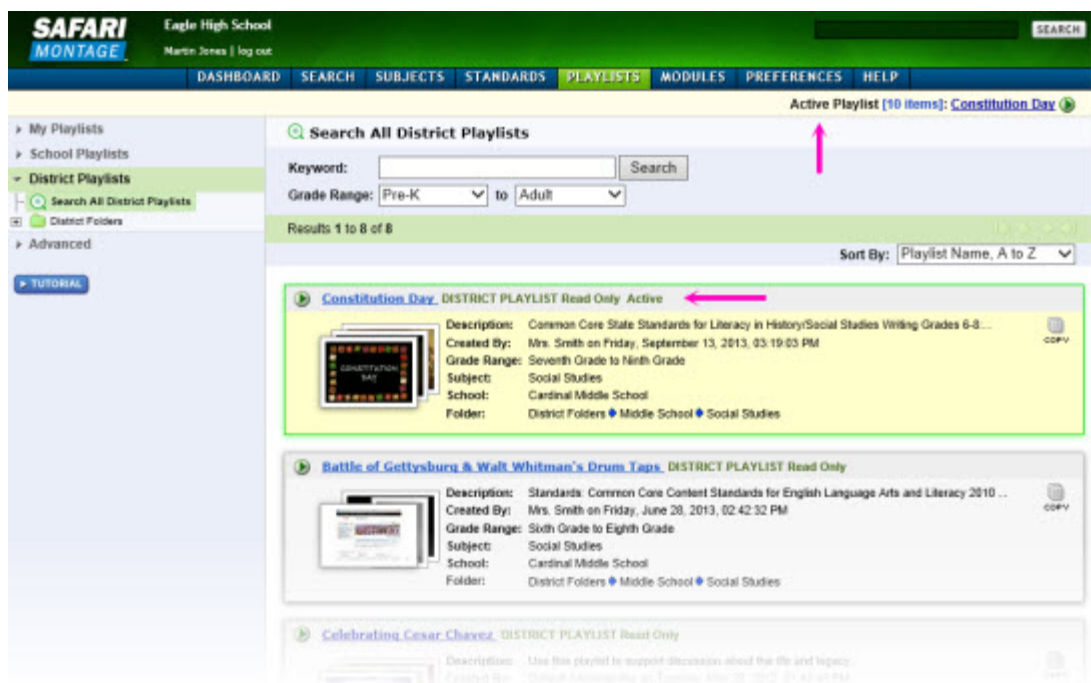 SAFARI
MONTAGE
Eagle High School
Martin Jones | log out
SEARCH
DASHBOARD SEARCH SUBJECTS STANDARDS PLAYLISTS MODULES PREFERENCES HELP
Active Playlist [10 items]: Constitution Day
My Playlists
School Playlists
District Playlists
Search All District Playlists
District Folders
Advanced
TUTORIAL
Search All District Playlists
Keyword: Search
Grade Range: Pre-K to Adult
Results 1 to 8 of 8
Sort By: Playlist Name, A to Z
Constitution Day DISTRICT PLAYLIST Read Only Active
CONSTITUTION
DAY
Description: Common Core State Standards for Literacy in History/Social Studies Writing Grades 6-8...
COPY
Created By: Mrs. Smith on Friday, September 13, 2013, 03:19:03 PM
Grade Range: Seventh Grade to Ninth Grade
Subject: Social Studies
School: Cardinal Middle School
Folder: District Folders Middle School Social Studies
Battle of Gettysburg & Walt Whitman's Drum Taps DISTRICT PLAYLIST Read Only
Description: Standards: Common Core Content Standards for English Language Arts and Literacy 2010 ...
COPY
Created By: Mrs. Smith on Friday, June 28, 2013, 02:42:32 PM
Grade Range: Sixth Grade to Eighth Grade
Subject: Social Studies
School: Cardinal Middle School
Folder: District Folders Middle School Social Studies
Celebrating Cesar Chavez DISTRICT PLAYLIST Read Only
Description: Use this playlist to support discussion about the life and legacy
Created By: